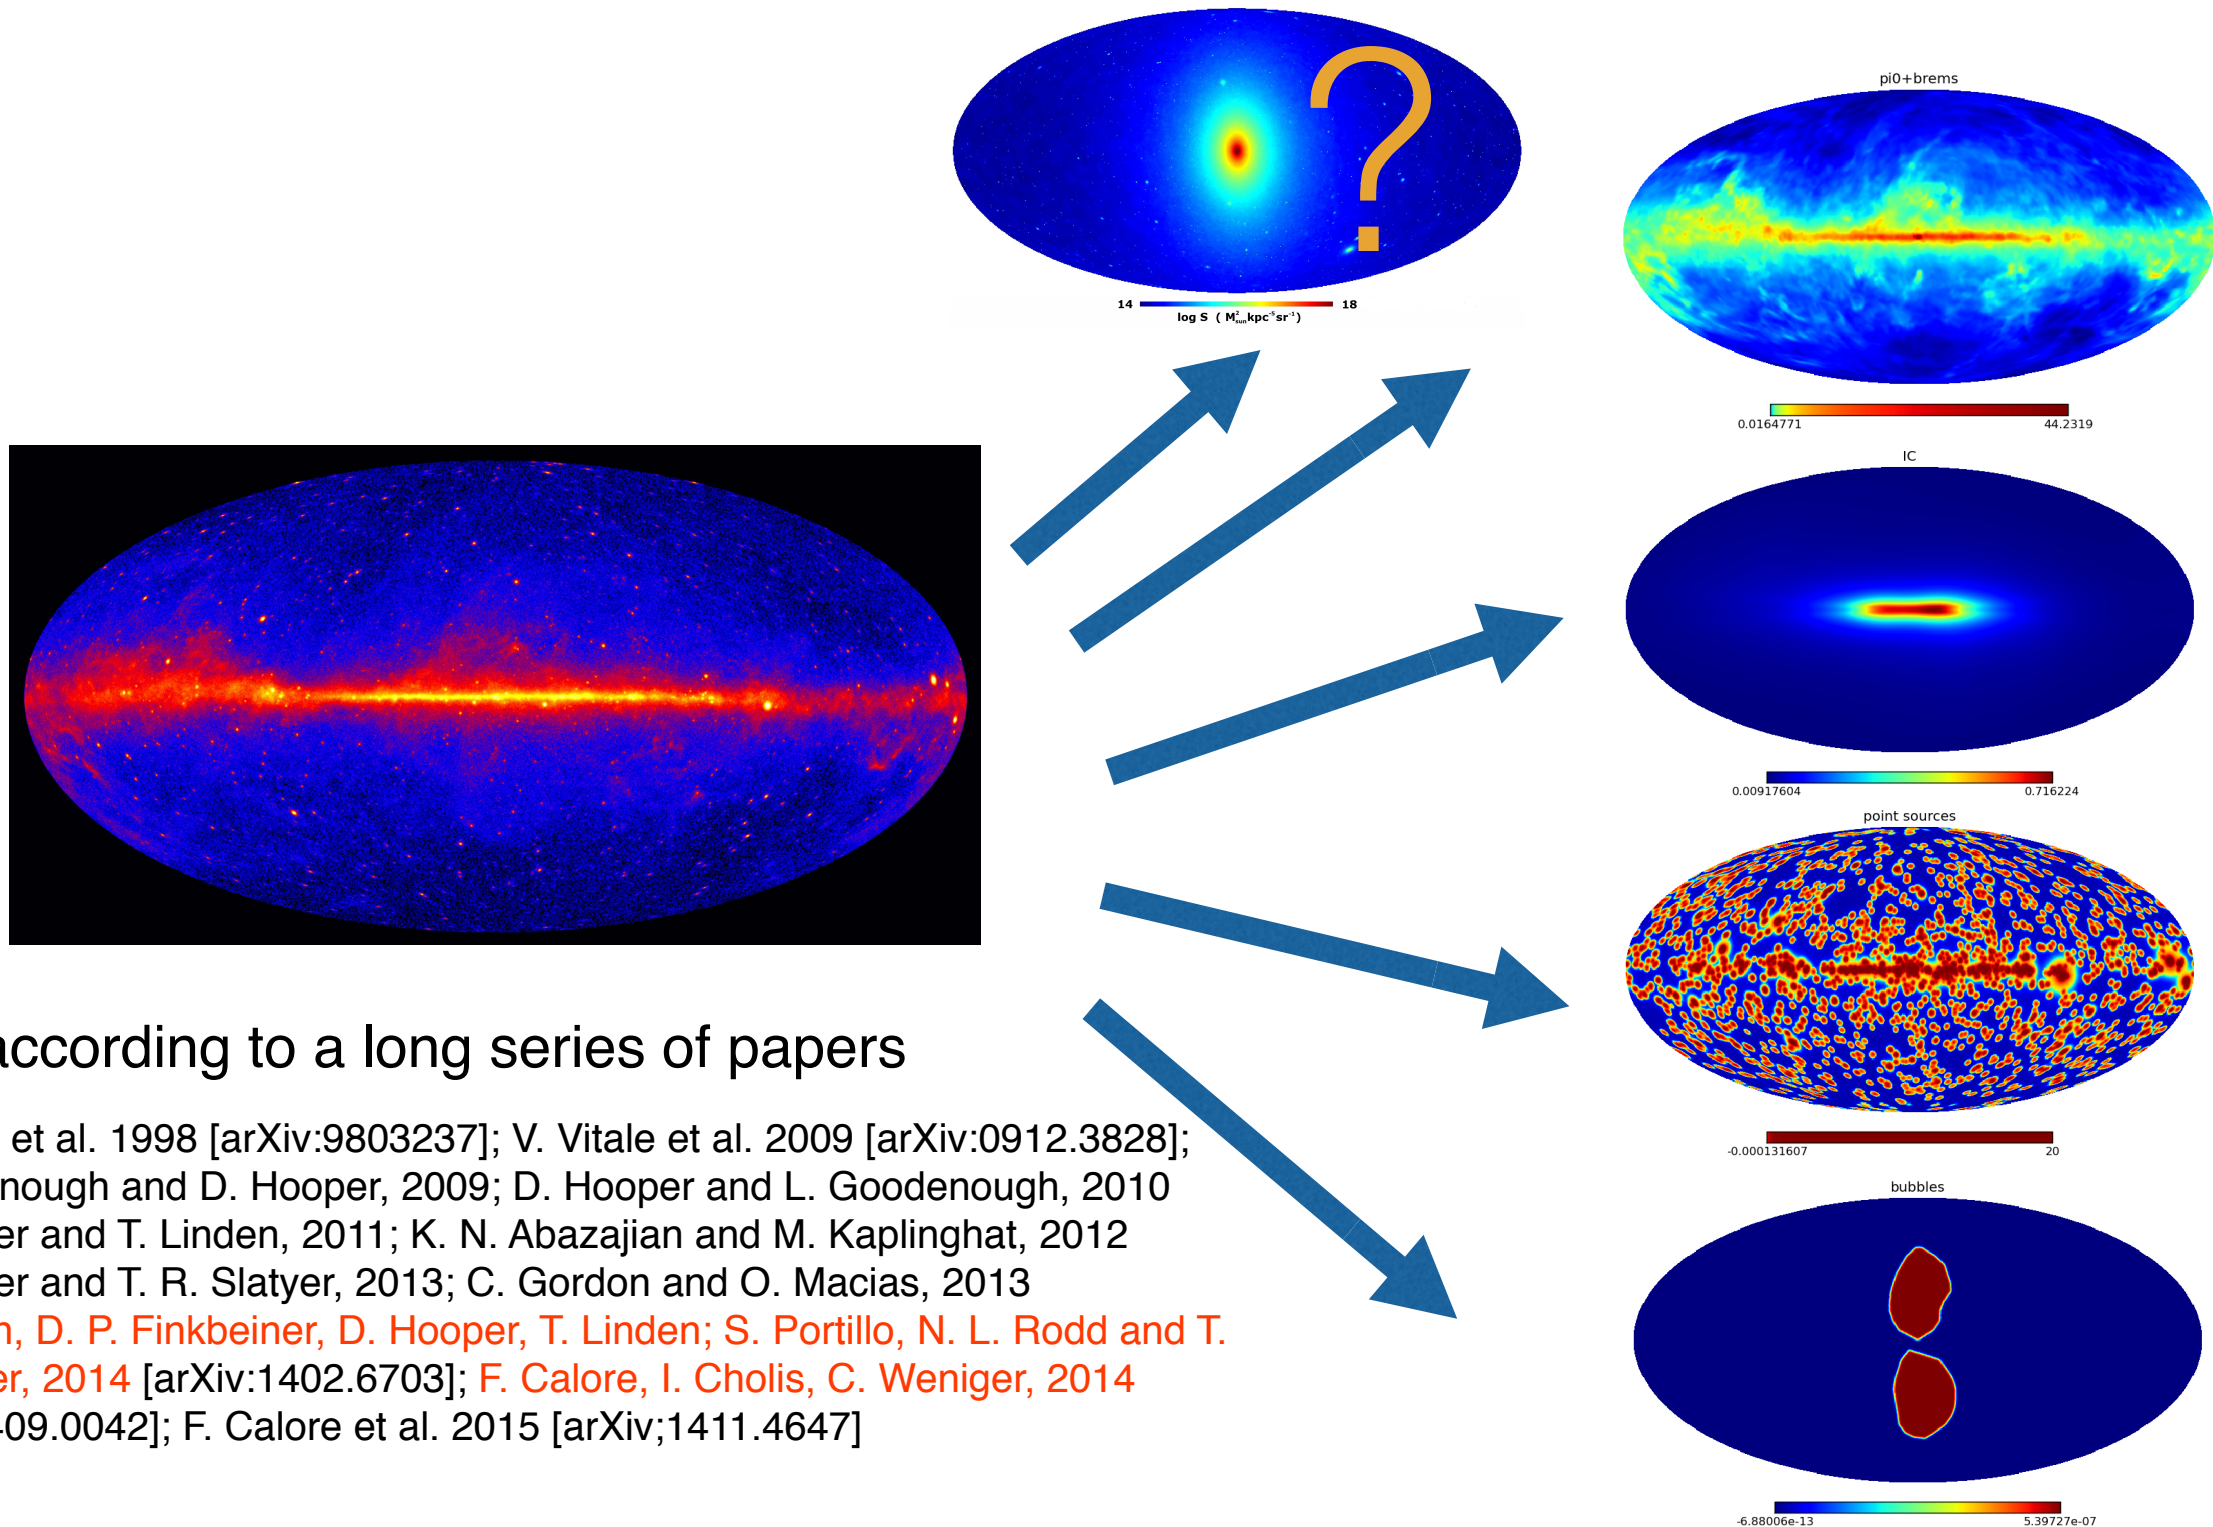 ?
14 18
log S ( M²sun kpc⁻⁵ sr⁻¹)
pi0+brems
0.0164771 44.2319
IC
0.00917604 0.716224
point sources
-0.000131607 20
bubbles
-6.88006e-13 5.39727e-07
according to a long series of papers
et al. 1998 [arXiv:9803237]; V. Vitale et al. 2009 [arXiv:0912.3828];
nough and D. Hooper, 2009; D. Hooper and L. Goodenough, 2010
er and T. Linden, 2011; K. N. Abazajian and M. Kaplinghat, 2012
er and T. R. Slatyer, 2013; C. Gordon and O. Macias, 2013
n, D. P. Finkbeiner, D. Hooper, T. Linden; S. Portillo, N. L. Rodd and T.
er, 2014 [arXiv:1402.6703]; F. Calore, I. Cholis, C. Weniger, 2014
09.0042]; F. Calore et al. 2015 [arXiv;1411.4647]